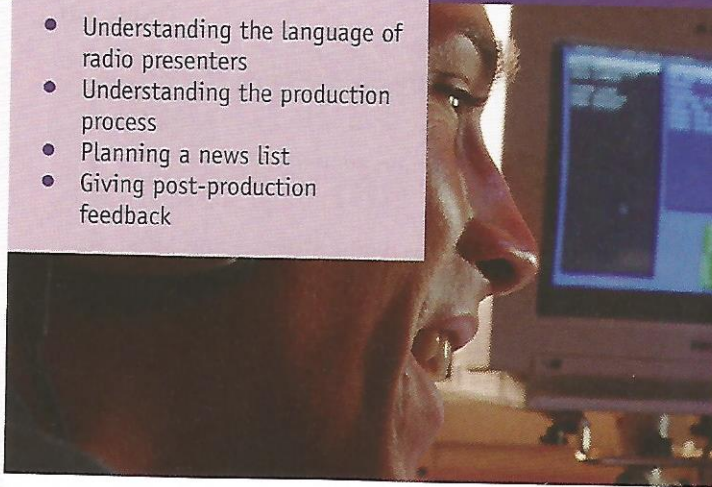 • Understanding the language of
radio presenters
• Understanding the production
process
• Planning a news list
• Giving post-production
feedback